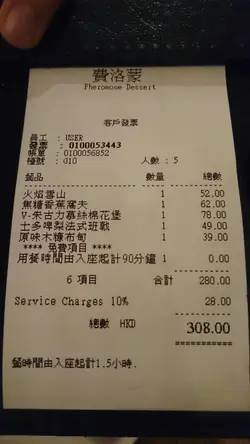 費洛蒙
Pheromone Dessert
客戶發票
員工 : USER
發票 : 0100053443
帳單 : 0100056852
檯號 : G10 人數 : 5
餐品 數量 總數
火焰雪山 1 52.00
焦糖香蕉窩夫 1 62.00
V-朱古力慕絲棉花堡 1 78.00
士多啤梨法式班戟 1 49.00
原味木糠布甸 1 39.00
**** 免費項目 ****
用餐時間由入座起計90分鐘 1 0.00
6 項目 合計 280.00
Service Charges 10% 28.00
總數 HKD 308.00
餐時間由入座起計1.5小時.